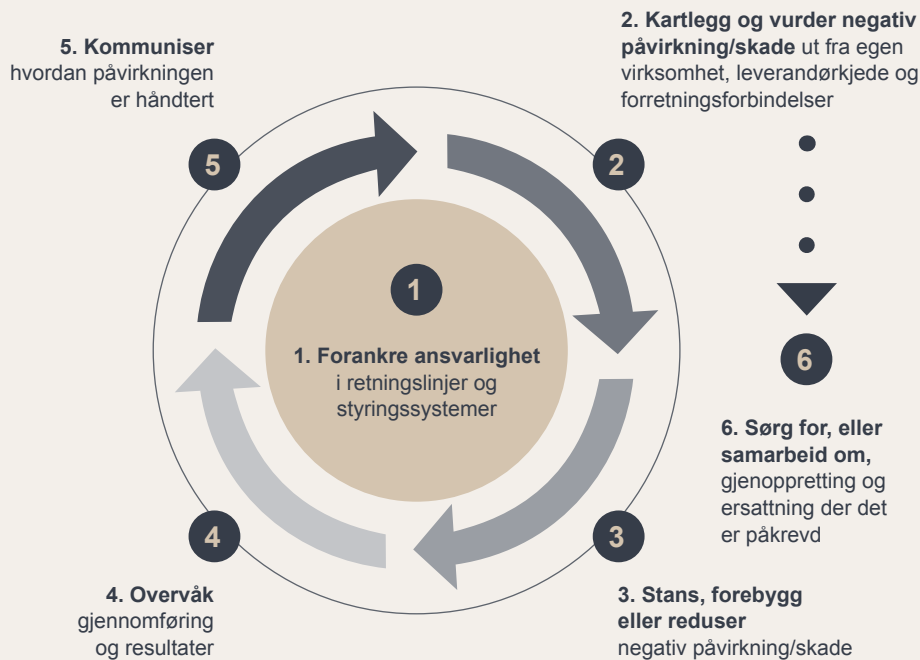 5. Kommuniser
hvordan påvirkningen
er håndtert
2. Kartlegg og vurder negativ
påvirkning/skade ut fra egen
virksomhet, leverandørkjede og
forretningsforbindelser
5
2
1
1. Forankre ansvarlighet
i retningslinjer og
styringssystemer
6
6. Sørg for, eller
samarbeid om,
gjenoppretting og
ersattning der det
er påkrevd
4
3
4. Overvåk
gjennomføring
og resultater
3. Stans, forebygg
eller reduser
negativ påvirkning/skade